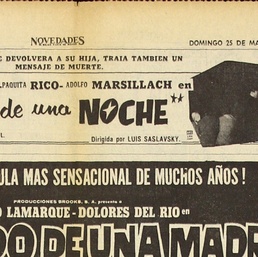 NOVEDADES
DOMINGO 25 DE MA
E DEVOLVERA A SU HIJA, TRAIA TAMBIEN UN
MENSAJE DE MUERTE.
PAQUITA RICO- ADOLFO MARSILLACH en
de una NOCHE**
Dirigida por LUIS SASLAVSKY.
ULA MAS SENSACIONAL DE MUCHOS AÑOS!
PRODUCCIONES BROOKS, S. A. presenta a
O LAMARQUE-DOLORES DEL RIO en
DO DE UNA MADR